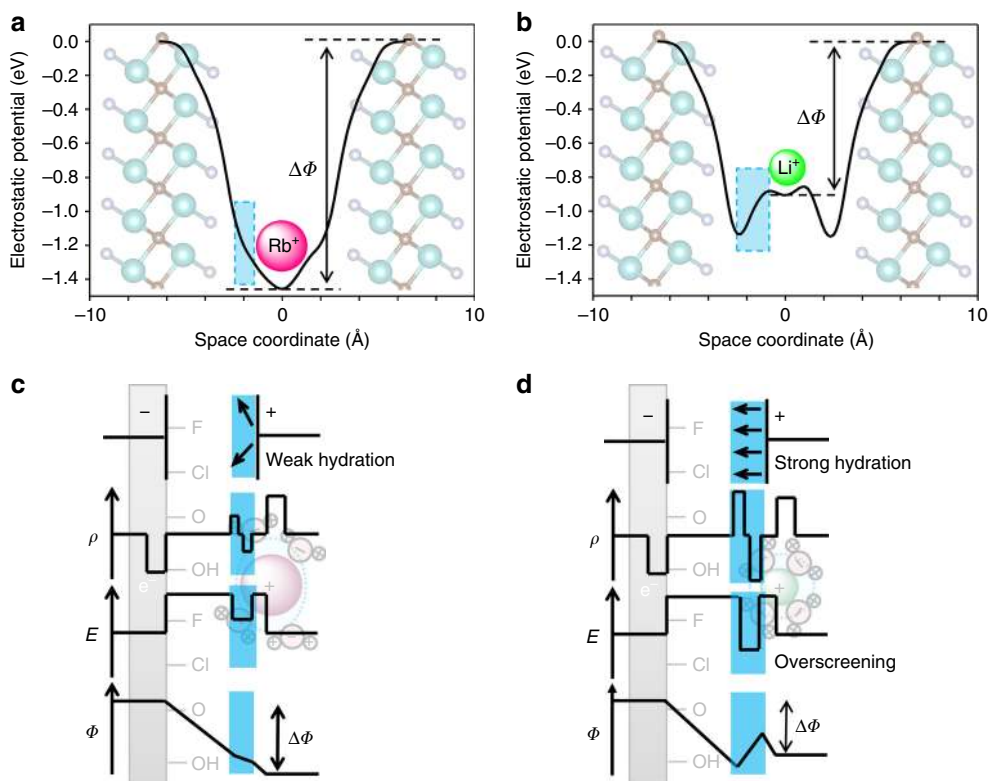 a
Electrostatic potential (eV)
0.0
–0.2
–0.4
–0.6
–0.8
–1.0
–1.2
–1.4
ΔΦ
Rb+
–10
0
10
Space coordinate (Å)
b
Electrostatic potential (eV)
0.0
–0.2
–0.4
–0.6
–0.8
–1.0
–1.2
–1.4
ΔΦ
Li+
–10
0
10
Space coordinate (Å)
c
–
+
F
Cl
Weak hydration
ρ
O
OH
e–
+
E
F
Cl
Φ
O
OH
ΔΦ
d
–
+
F
Cl
Strong hydration
ρ
O
OH
e–
+
E
F
Cl
Overscreening
Φ
O
OH
ΔΦ